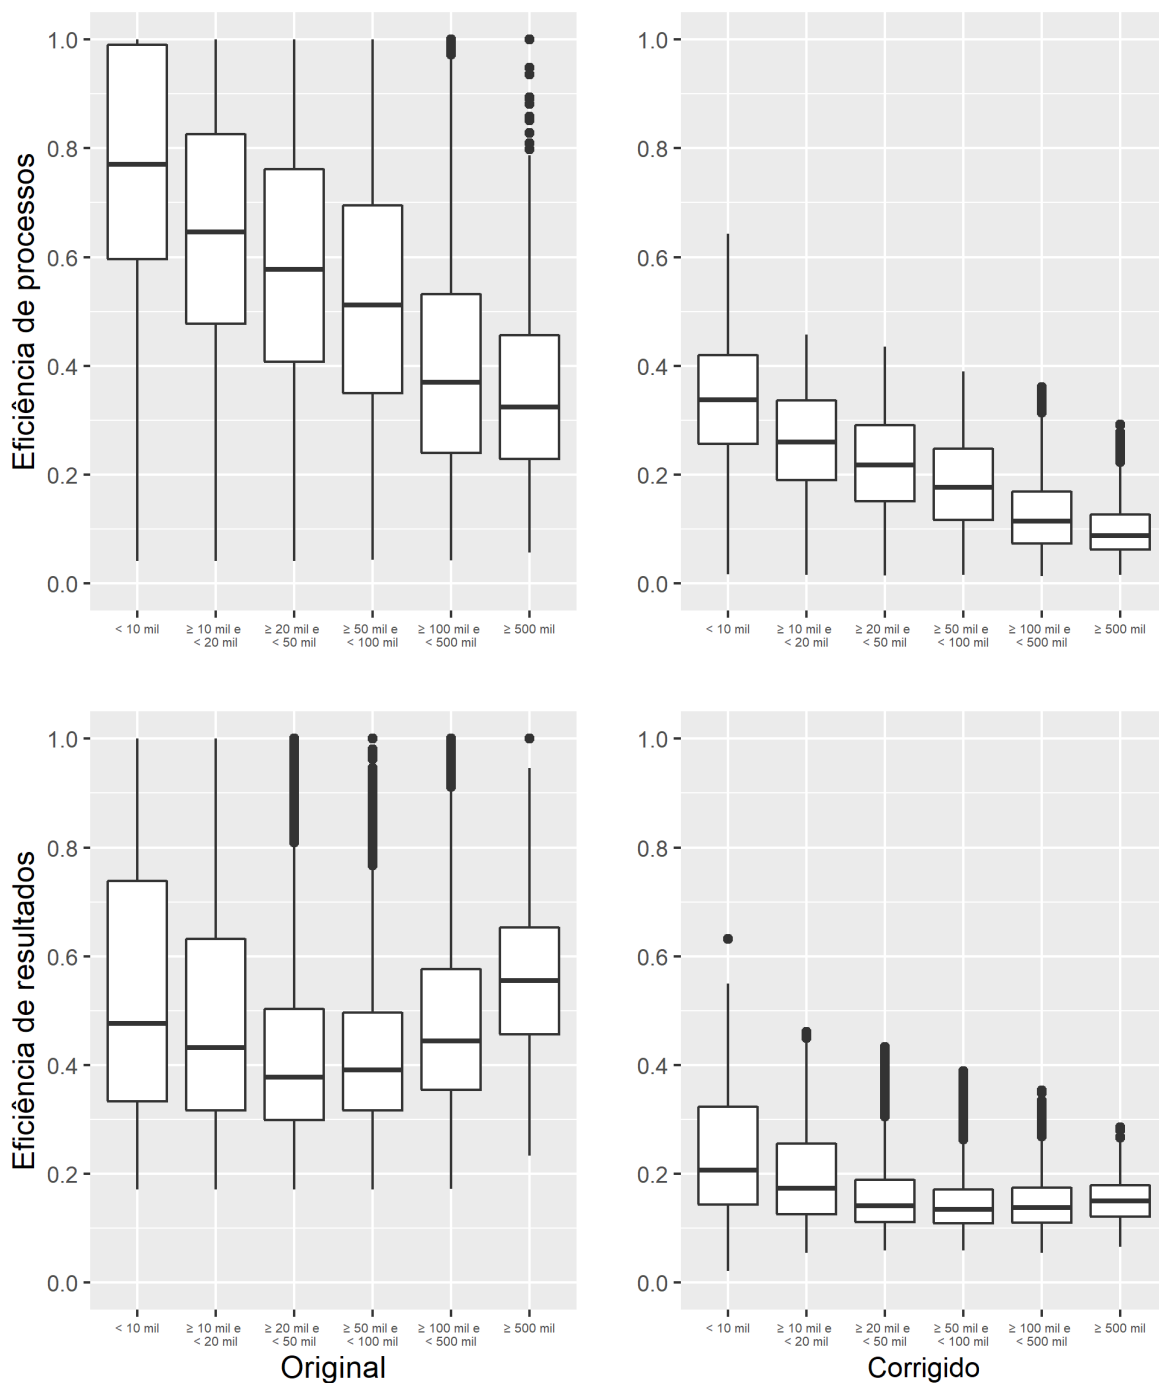 Eficiência de processos
1.0
0.8
0.6
0.4
0.2
0.0
< 10 mil
≥ 10 mil e
< 20 mil
≥ 20 mil e
< 50 mil
≥ 50 mil e
< 100 mil
≥ 100 mil e
< 500 mil
≥ 500 mil
1.0
0.8
0.6
0.4
0.2
0.0
< 10 mil
≥ 10 mil e
< 20 mil
≥ 20 mil e
< 50 mil
≥ 50 mil e
< 100 mil
≥ 100 mil e
< 500 mil
≥ 500 mil
Eficiência de resultados
1.0
0.8
0.6
0.4
0.2
0.0
< 10 mil
≥ 10 mil e
< 20 mil
≥ 20 mil e
< 50 mil
≥ 50 mil e
< 100 mil
≥ 100 mil e
< 500 mil
≥ 500 mil
Original
1.0
0.8
0.6
0.4
0.2
0.0
< 10 mil
≥ 10 mil e
< 20 mil
≥ 20 mil e
< 50 mil
≥ 50 mil e
< 100 mil
≥ 100 mil e
< 500 mil
≥ 500 mil
Corrigido